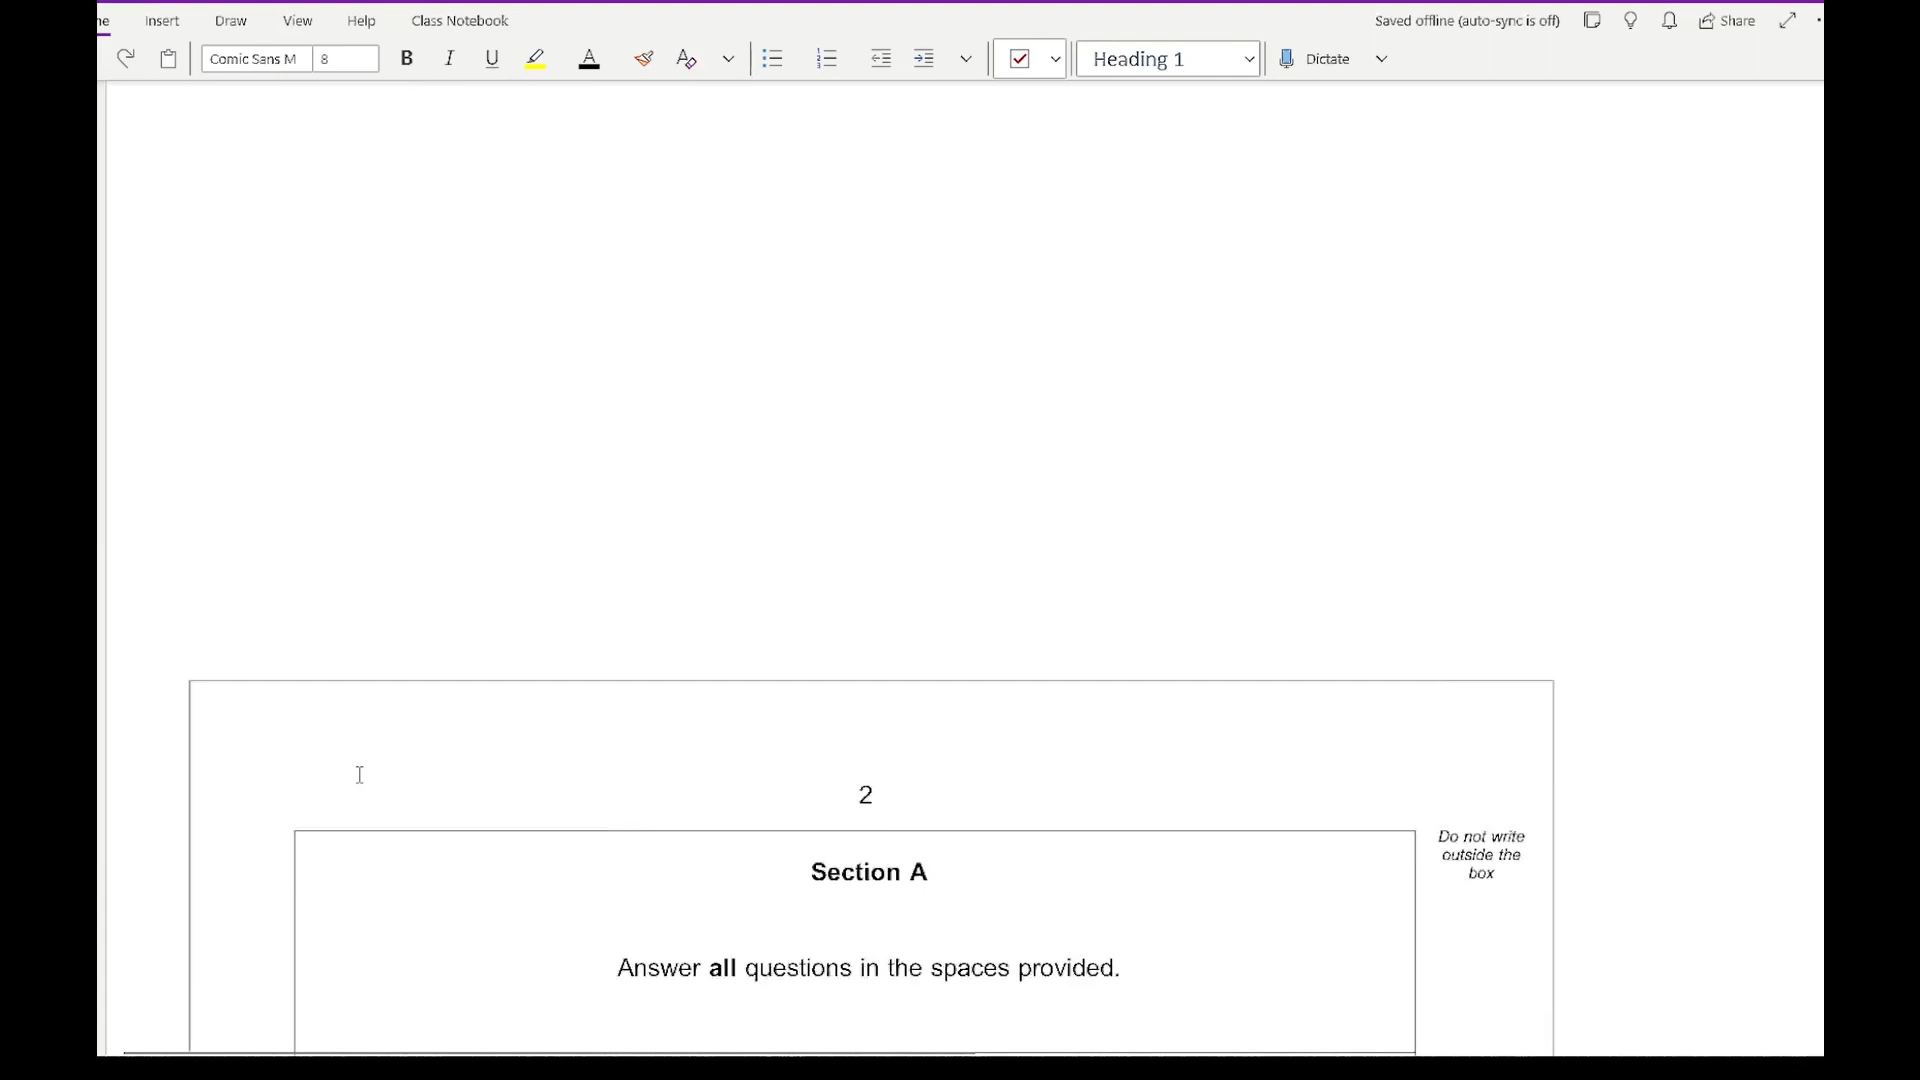 ne Insert Draw View Help Class Notebook Saved offline (auto-sync is off) Share
Comic Sans M 8 B I U A A Heading 1 Dictate
2
Do not write
outside the
box
Section A
Answer all questions in the spaces provided.